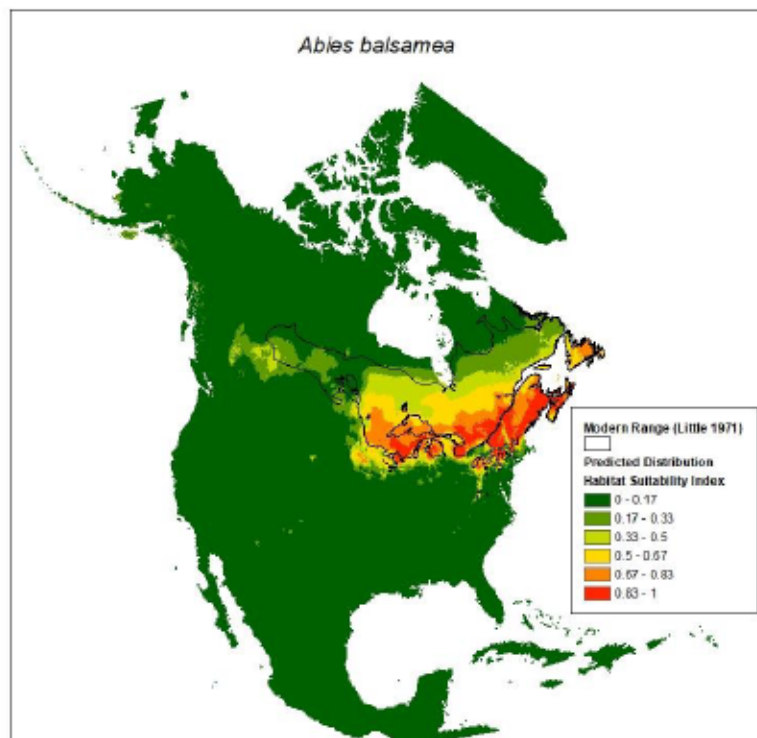 Abies balsamea
Modern Range (Little 1971)
Predicted Distribution
Habitat Suitability Index
0 - 0.17
0.17 - 0.33
0.33 - 0.5
0.5 - 0.67
0.67 - 0.83
0.83 - 1